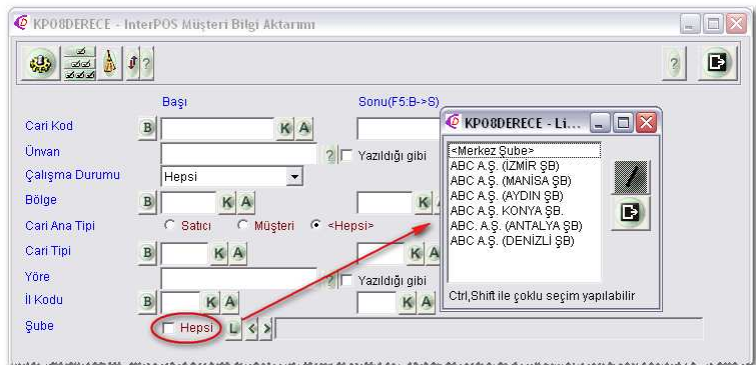 KP08DERECE - InterPOS Müşteri Bilgi Aktarımı
?
?
Başı
Sonu(F5:B->S)
Cari Kod
B
K
A
Ünvan
?
Yazıldığı gibi
Çalışma Durumu
Hepsi
Bölge
B
K
A
K
Cari Ana Tipi
Satıcı
Müşteri
<Hepsi>
Cari Tipi
B
K
A
K
A
Yöre
?
Yazıldığı gibi
İl Kodu
B
K
A
K
A
Şube
Hepsi
L
<
>
KP08DERECE - Li...
<Merkez Şube>
ABC A.Ş. (İZMİR ŞB)
ABC A.Ş. (MANİSA ŞB)
ABC A.Ş. (AYDIN ŞB)
ABC A.Ş. KONYA ŞB.
ABC. A.Ş. (ANTALYA ŞB)
ABC A.Ş. (DENİZLİ ŞB)
Ctrl,Shift ile çoklu seçim yapılabilir